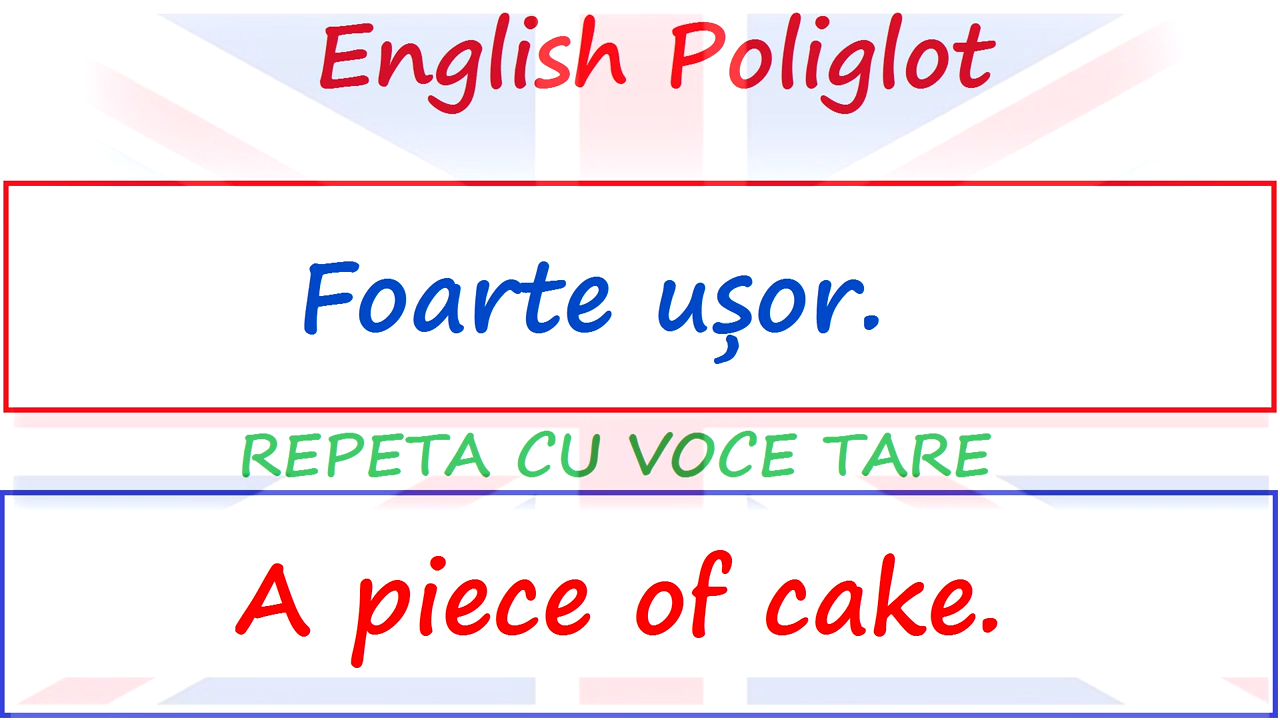 English Poliglot
Foarte ușor.
REPETA CU VOCE TARE
A piece of cake.